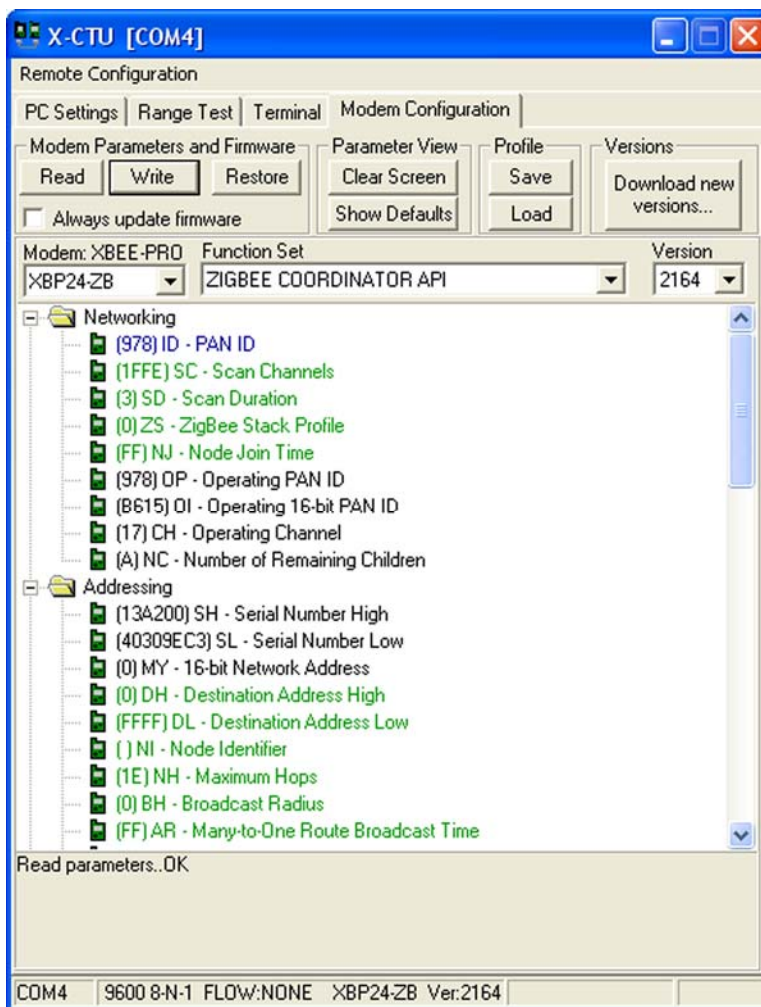 X-CTU [COM4]
Remote Configuration
PC Settings Range Test Terminal Modem Configuration
Modem Parameters and Firmware Parameter View Profile Versions
Read Write Restore Clear Screen Save Download new versions...
Always update firmware Show Defaults Load
Modem: XBEE-PRO Function Set Version
XBP24-ZB ZIGBEE COORDINATOR API 2164
Networking
(978) ID - PAN ID
(1FFE) SC - Scan Channels
(3) SD - Scan Duration
(0) ZS - ZigBee Stack Profile
(FF) NJ - Node Join Time
(978) OP - Operating PAN ID
(B615) OI - Operating 16-bit PAN ID
(17) CH - Operating Channel
(A) NC - Number of Remaining Children
Addressing
(13A200) SH - Serial Number High
(40309EC3) SL - Serial Number Low
(0) MY - 16-bit Network Address
(0) DH - Destination Address High
(FFFF) DL - Destination Address Low
( ) NI - Node Identifier
(1E) NH - Maximum Hops
(0) BH - Broadcast Radius
(FF) AR - Many-to-One Route Broadcast Time
Read parameters..OK
COM4 9600 8-N-1 FLOW:NONE XBP24-ZB Ver:2164